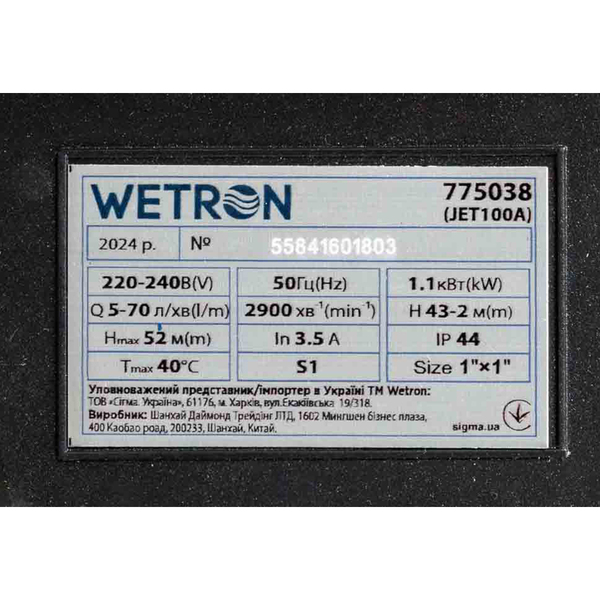 WETRON 775038
(JET100A)
2024 р. № 55841601803
220-240В(V) 50Гц(Hz) 1.1кВт(kW)
Q 5-70 л/хв(l/m) 2900 хв⁻¹(min⁻¹) H 43-2 м(m)
Hmax 52 м(m) In 3.5 A IP 44
Tmax 40°C S1 Size 1"×1"
Уповноважений представник/імпортер в Україні ТМ Wetron:
ТОВ «Сігма Україна», 61176, м. Харків, вул.Екаківська 19/318.
Виробник: Шанхай Даймонд Трейдінг ЛТД, 1602 Мингшен бізнес плаза,
400 Каобао роад, 200233, Шанхай, Китай.
sigma.ua